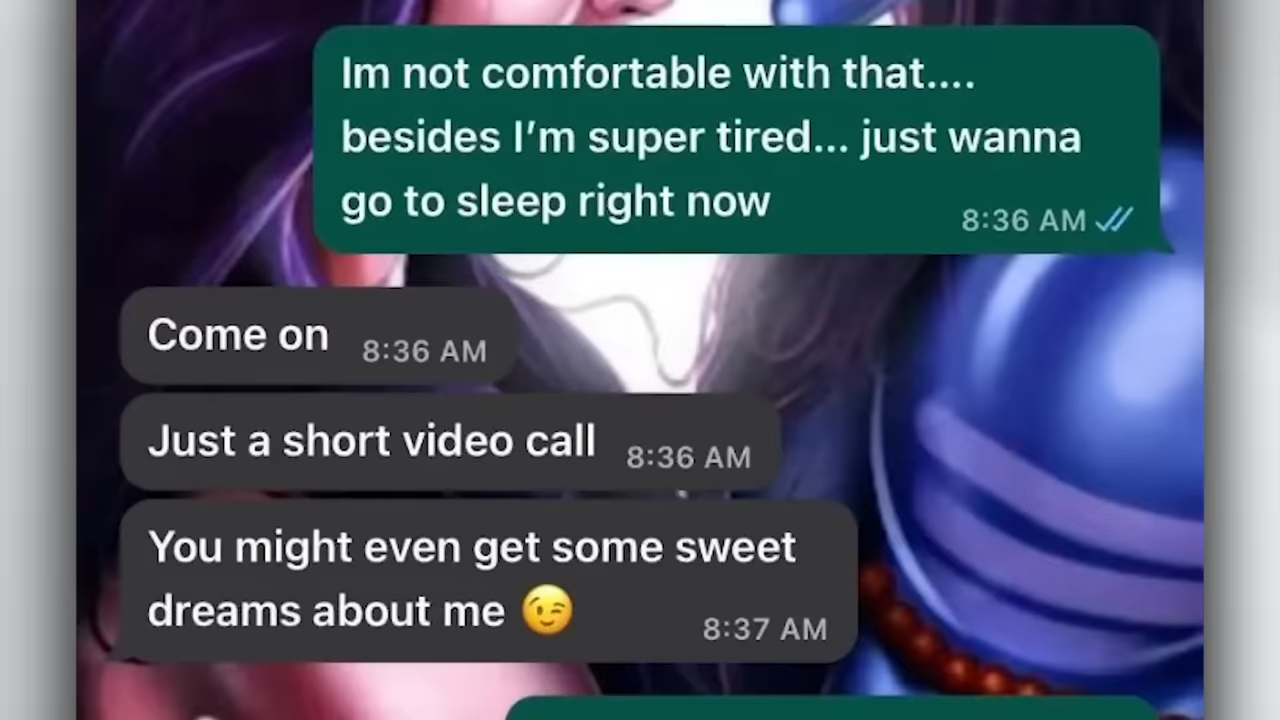 Im not comfortable with that....
besides I’m super tired... just wanna
go to sleep right now
8:36 AM
Come on
8:36 AM
Just a short video call
8:36 AM
You might even get some sweet
dreams about me 😉
8:37 AM